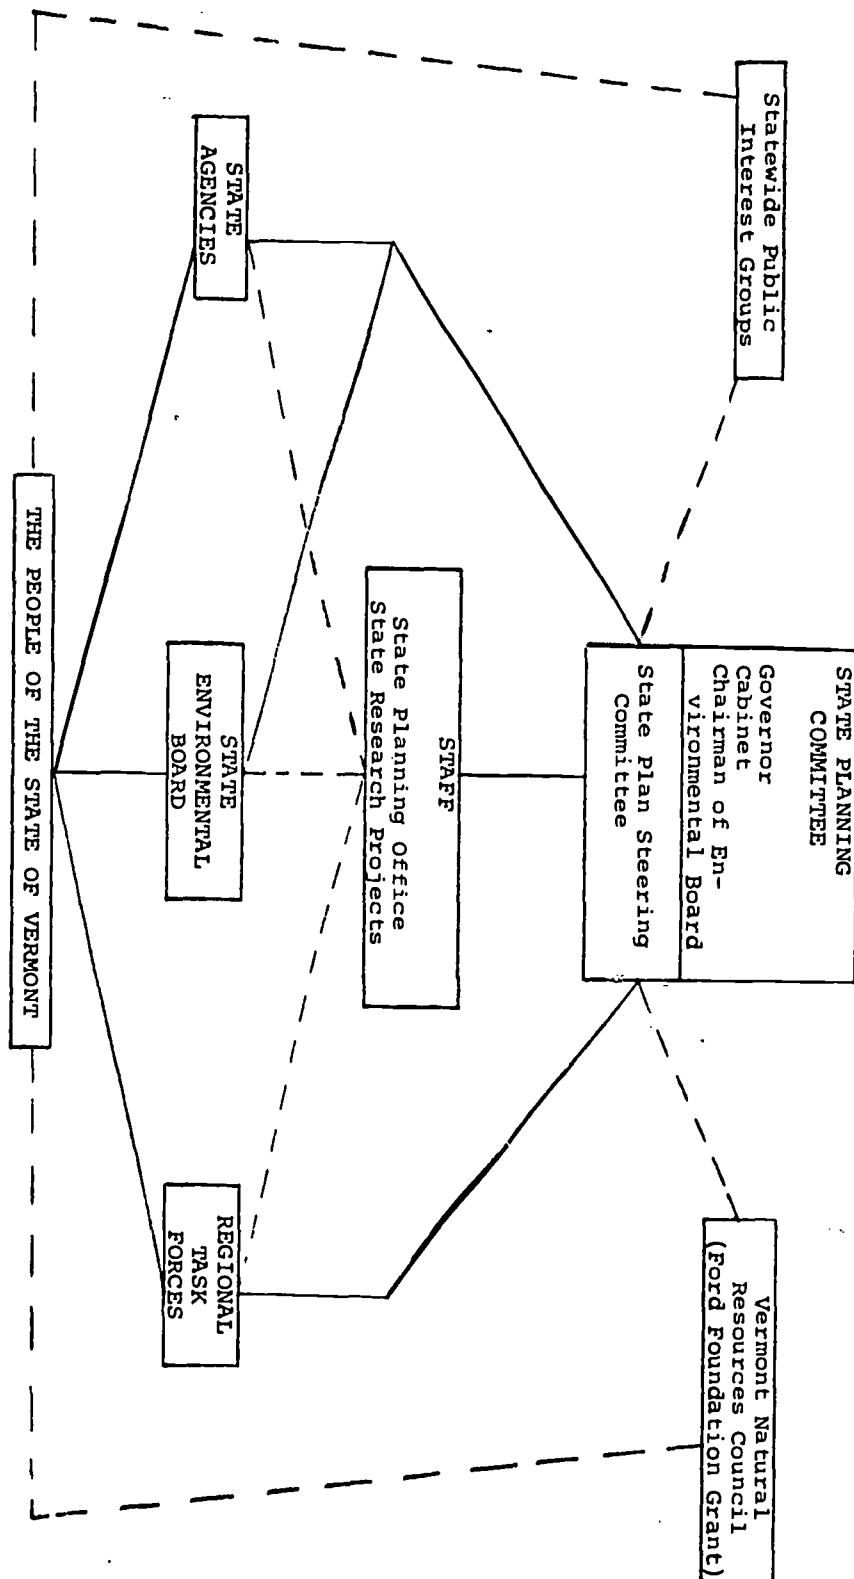 STATE PLANNING
COMMITTEE
Governor
Cabinet
Chairman of En-
vironmental Board
State Plan Steering
Committee
Statewide Public
Interest Groups
Vermont Natural
Resources Council
(Ford Foundation Grant)
STAFF
State Planning Office
State Research Projects
STATE
AGENCIES
STATE
ENVIRONMENTAL
BOARD
REGIONAL
TASK
FORCES
THE PEOPLE OF THE STATE OF VERMONT